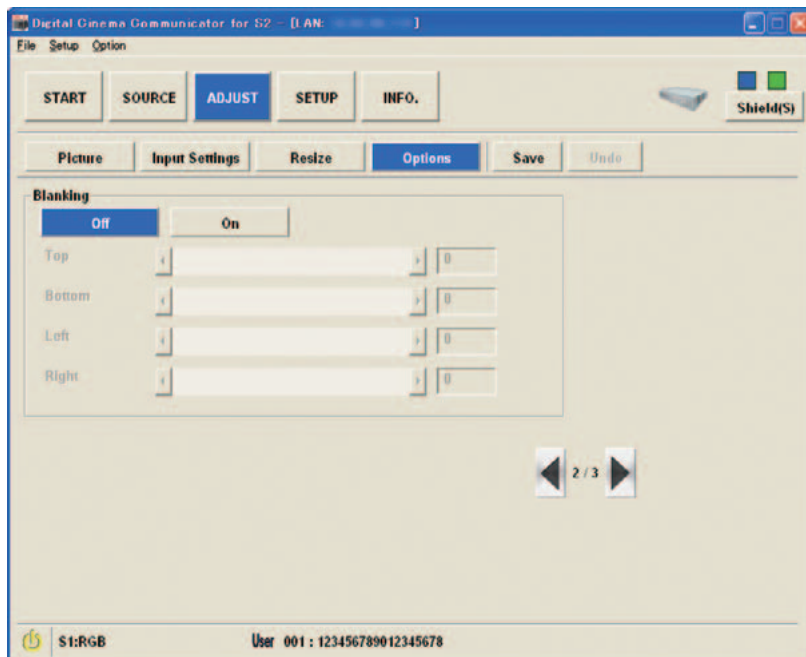 Digital Cinema Communicator for S2 - [LAN: ]
File Setup Option
START SOURCE ADJUST SETUP INFO. Shield(S)
Picture Input Settings Resize Options Save Undo
Blanking
Off On
Top 0
Bottom 0
Left 0
Right 0
2 / 3
S1:RGB User 001 : 123456789012345678